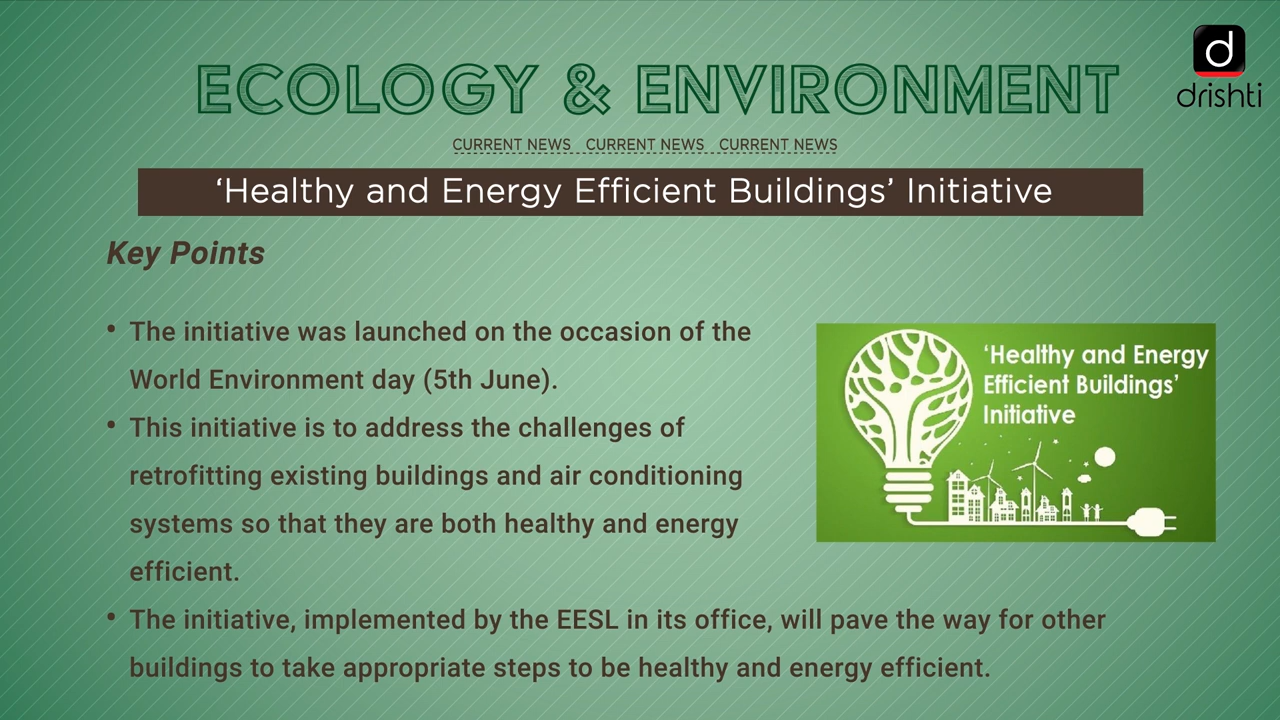 ECOLOGY & ENVIRONMENT
d
drishti
CURRENT NEWS CURRENT NEWS CURRENT NEWS
‘Healthy and Energy Efficient Buildings’ Initiative
Key Points
• The initiative was launched on the occasion of the
World Environment day (5th June).
• This initiative is to address the challenges of
retrofitting existing buildings and air conditioning
systems so that they are both healthy and energy
efficient.
‘Healthy and Energy
Efficient Buildings’
Initiative
• The initiative, implemented by the EESL in its office, will pave the way for other
buildings to take appropriate steps to be healthy and energy efficient.